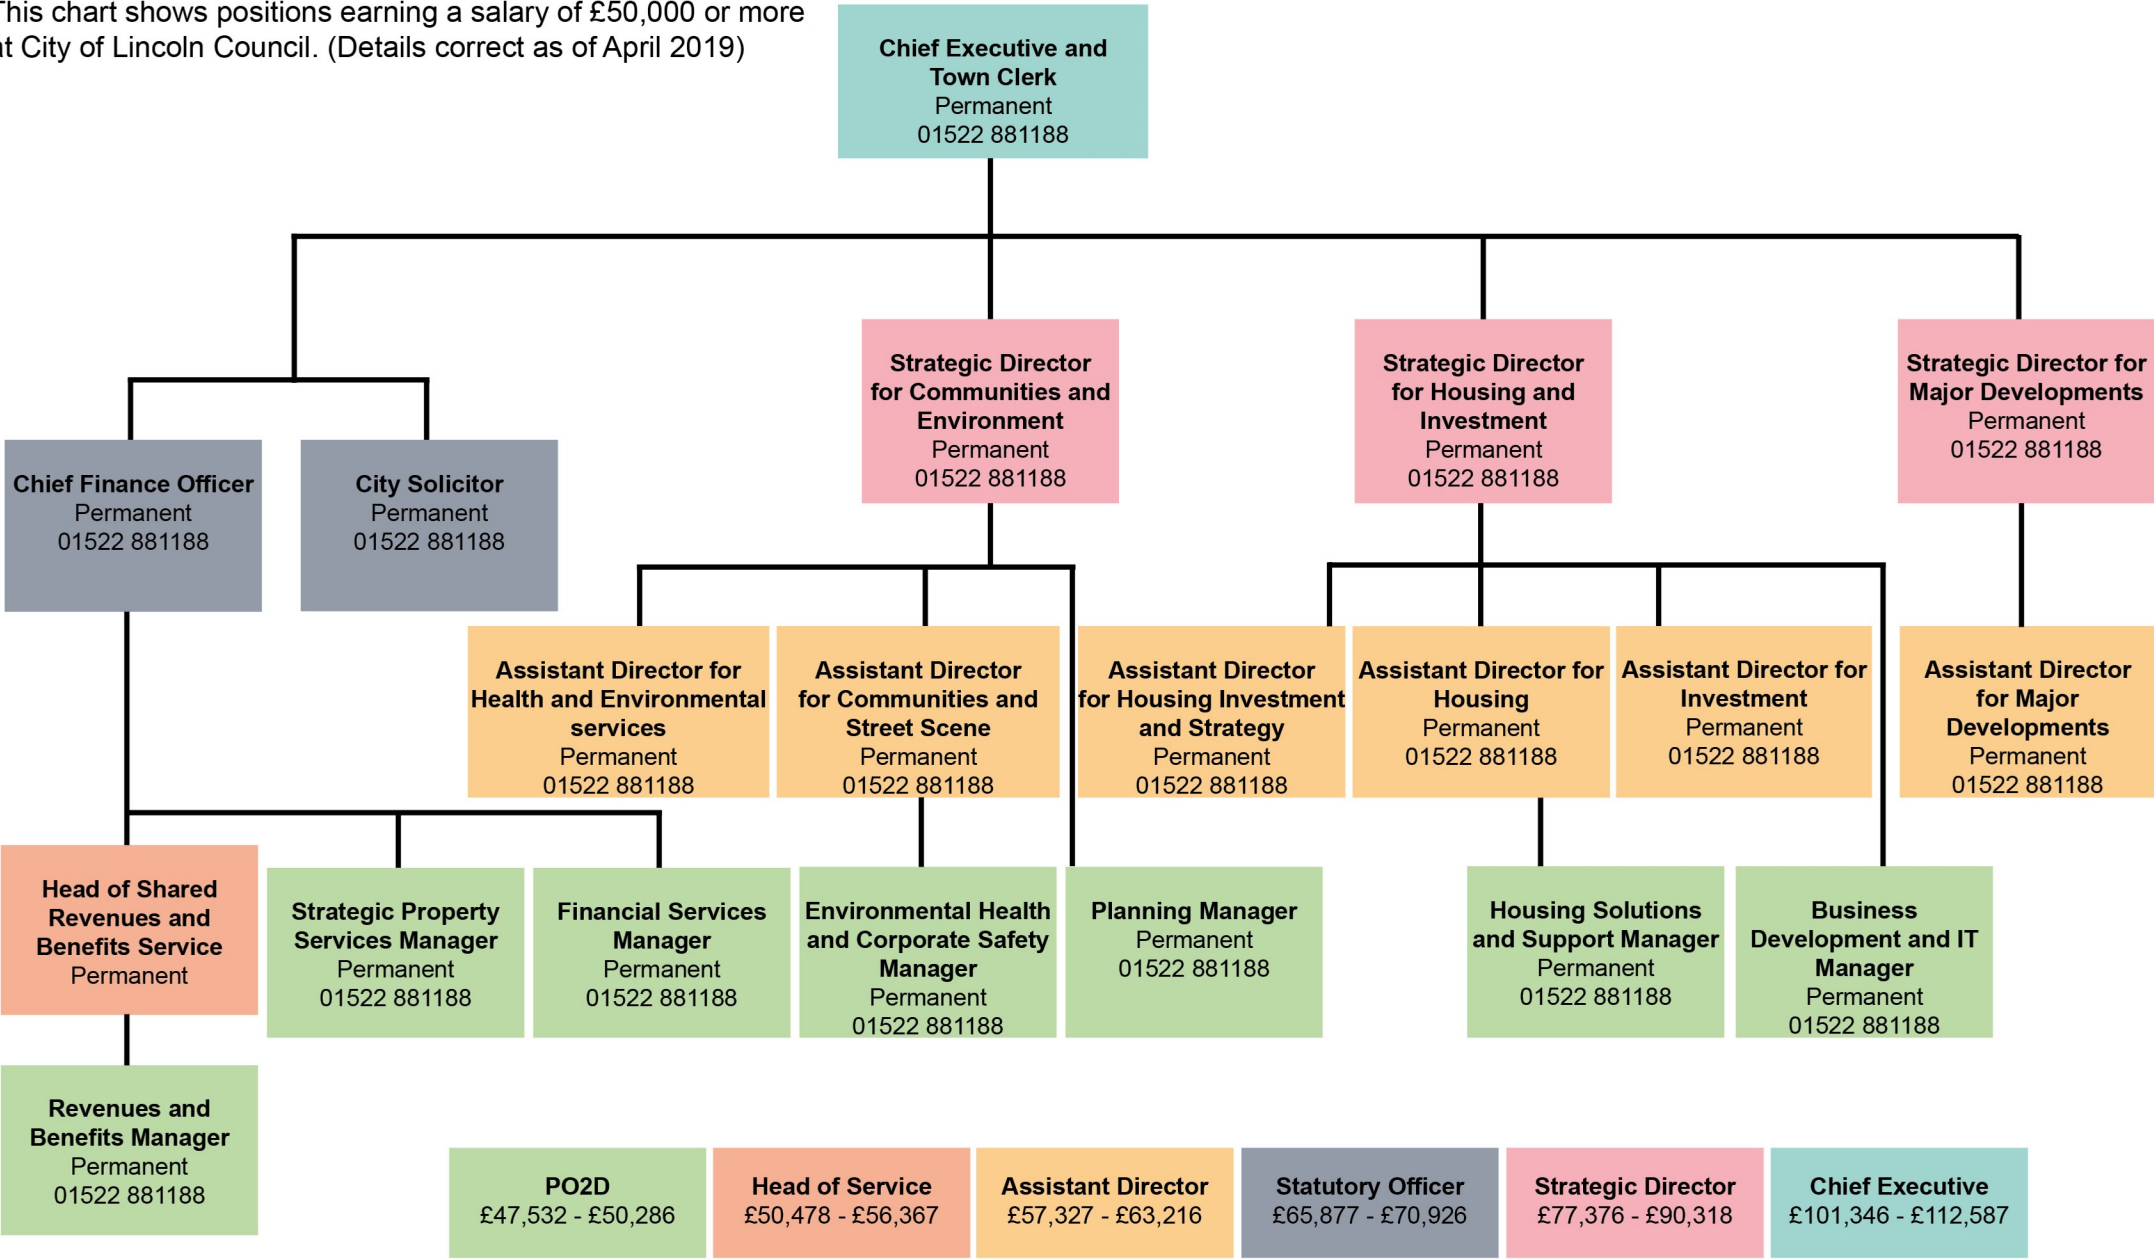 This chart shows positions earning a salary of £50,000 or more
at City of Lincoln Council. (Details correct as of April 2019)
Chief Executive and
Town Clerk
Permanent
01522 881188
Chief Finance Officer
Permanent
01522 881188
City Solicitor
Permanent
01522 881188
Strategic Director
for Communities and
Environment
Permanent
01522 881188
Strategic Director
for Housing and
Investment
Permanent
01522 881188
Strategic Director for
Major Developments
Permanent
01522 881188
Assistant Director for
Health and Environmental
services
Permanent
01522 881188
Assistant Director
for Communities and
Street Scene
Permanent
01522 881188
Assistant Director
for Housing Investment
and Strategy
Permanent
01522 881188
Assistant Director for
Housing
Permanent
01522 881188
Assistant Director for
Investment
Permanent
01522 881188
Assistant Director
for Major
Developments
Permanent
01522 881188
Head of Shared
Revenues and
Benefits Service
Permanent
Strategic Property
Services Manager
Permanent
01522 881188
Financial Services
Manager
Permanent
01522 881188
Environmental Health
and Corporate Safety
Manager
Permanent
01522 881188
Planning Manager
Permanent
01522 881188
Housing Solutions
and Support Manager
Permanent
01522 881188
Business
Development and IT
Manager
Permanent
01522 881188
Revenues and
Benefits Manager
Permanent
01522 881188
PO2D
£47,532 - £50,286
Head of Service
£50,478 - £56,367
Assistant Director
£57,327 - £63,216
Statutory Officer
£65,877 - £70,926
Strategic Director
£77,376 - £90,318
Chief Executive
£101,346 - £112,587